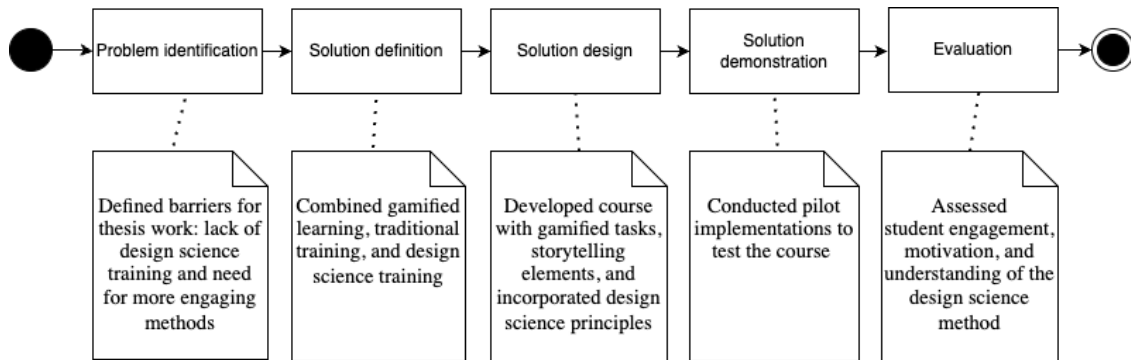 Problem identification
Solution definition
Solution design
Solution
demonstration
Evaluation
Defined barriers for
thesis work: lack of
design science
training and need
for more engaging
methods
Combined gamified
learning, traditional
training, and design
science training
Developed course
with gamified tasks,
storytelling
elements, and
incorporated design
science principles
Conducted pilot
implementations to
test the course
Assessed
student engagement,
motivation, and
understanding of the
design science
method